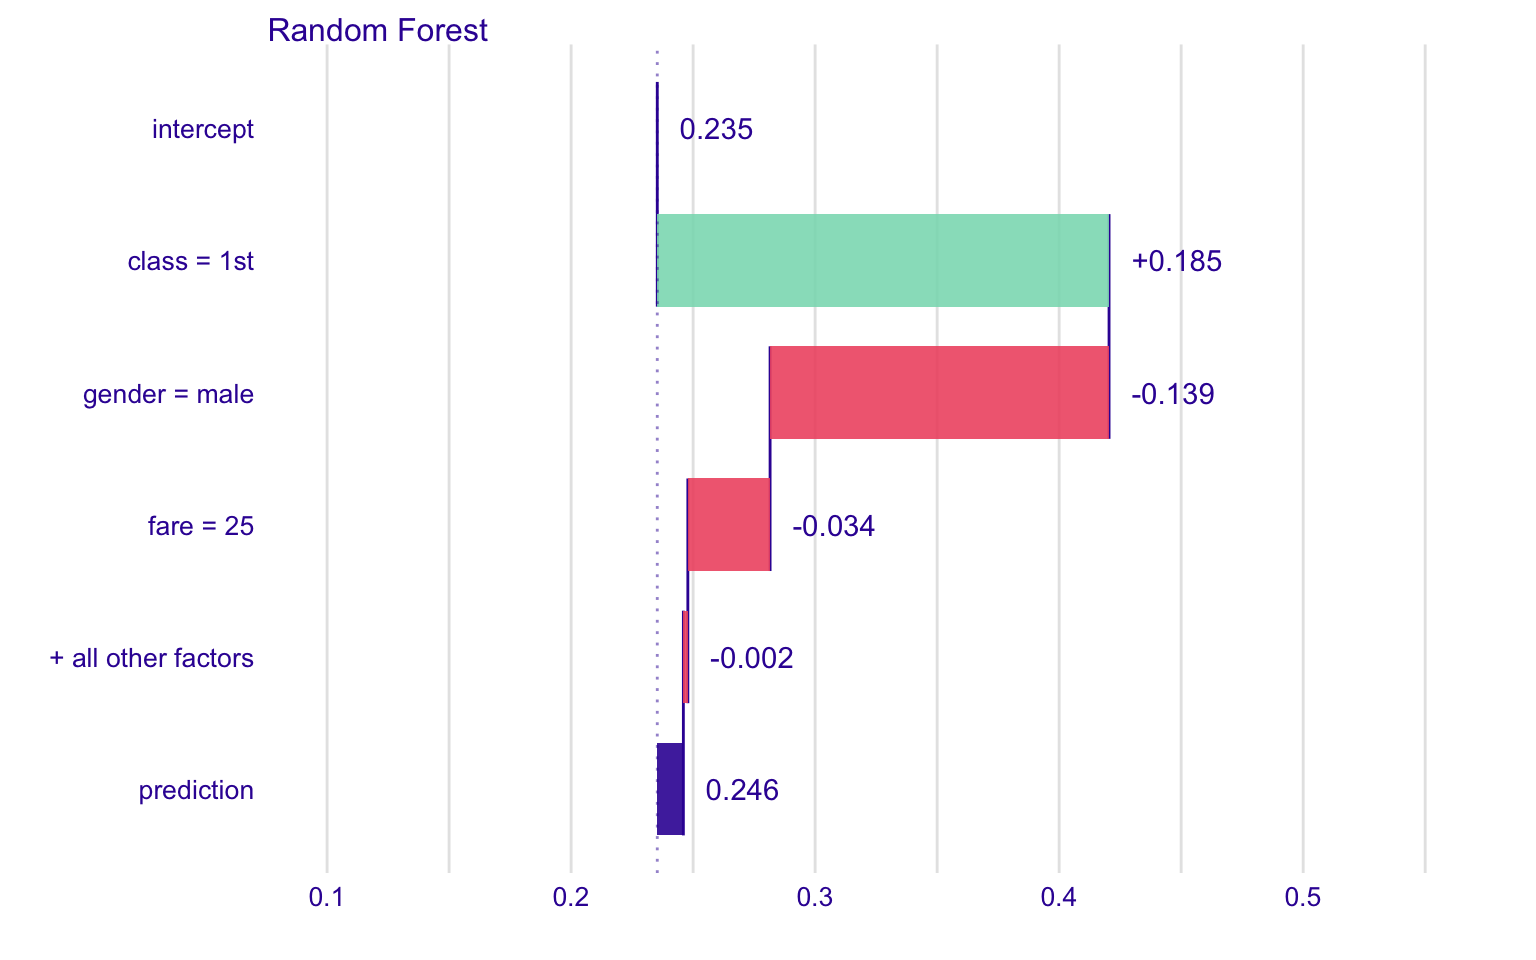 Random Forest
intercept
0.235
class = 1st
+0.185
gender = male
-0.139
fare = 25
-0.034
+ all other factors
-0.002
prediction
0.246
0.1 0.2 0.3 0.4 0.5